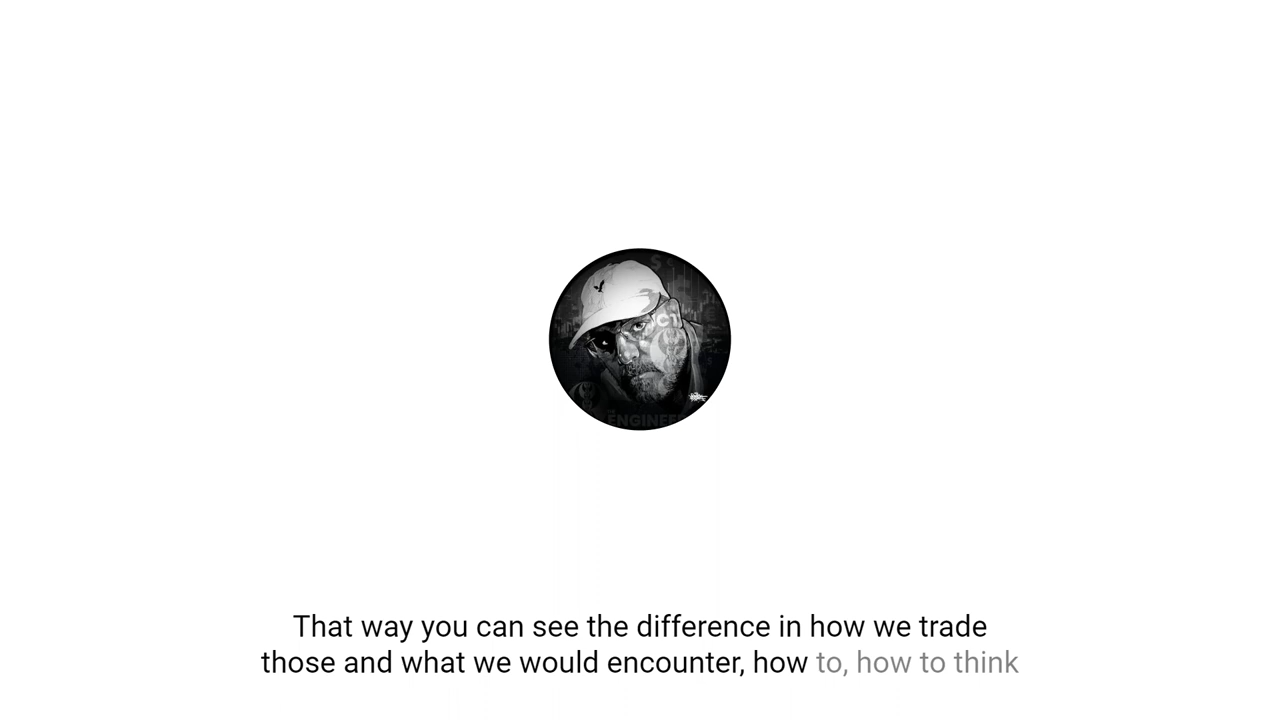 ENGINEE
That way you can see the difference in how we trade
those and what we would encounter, how to, how to think